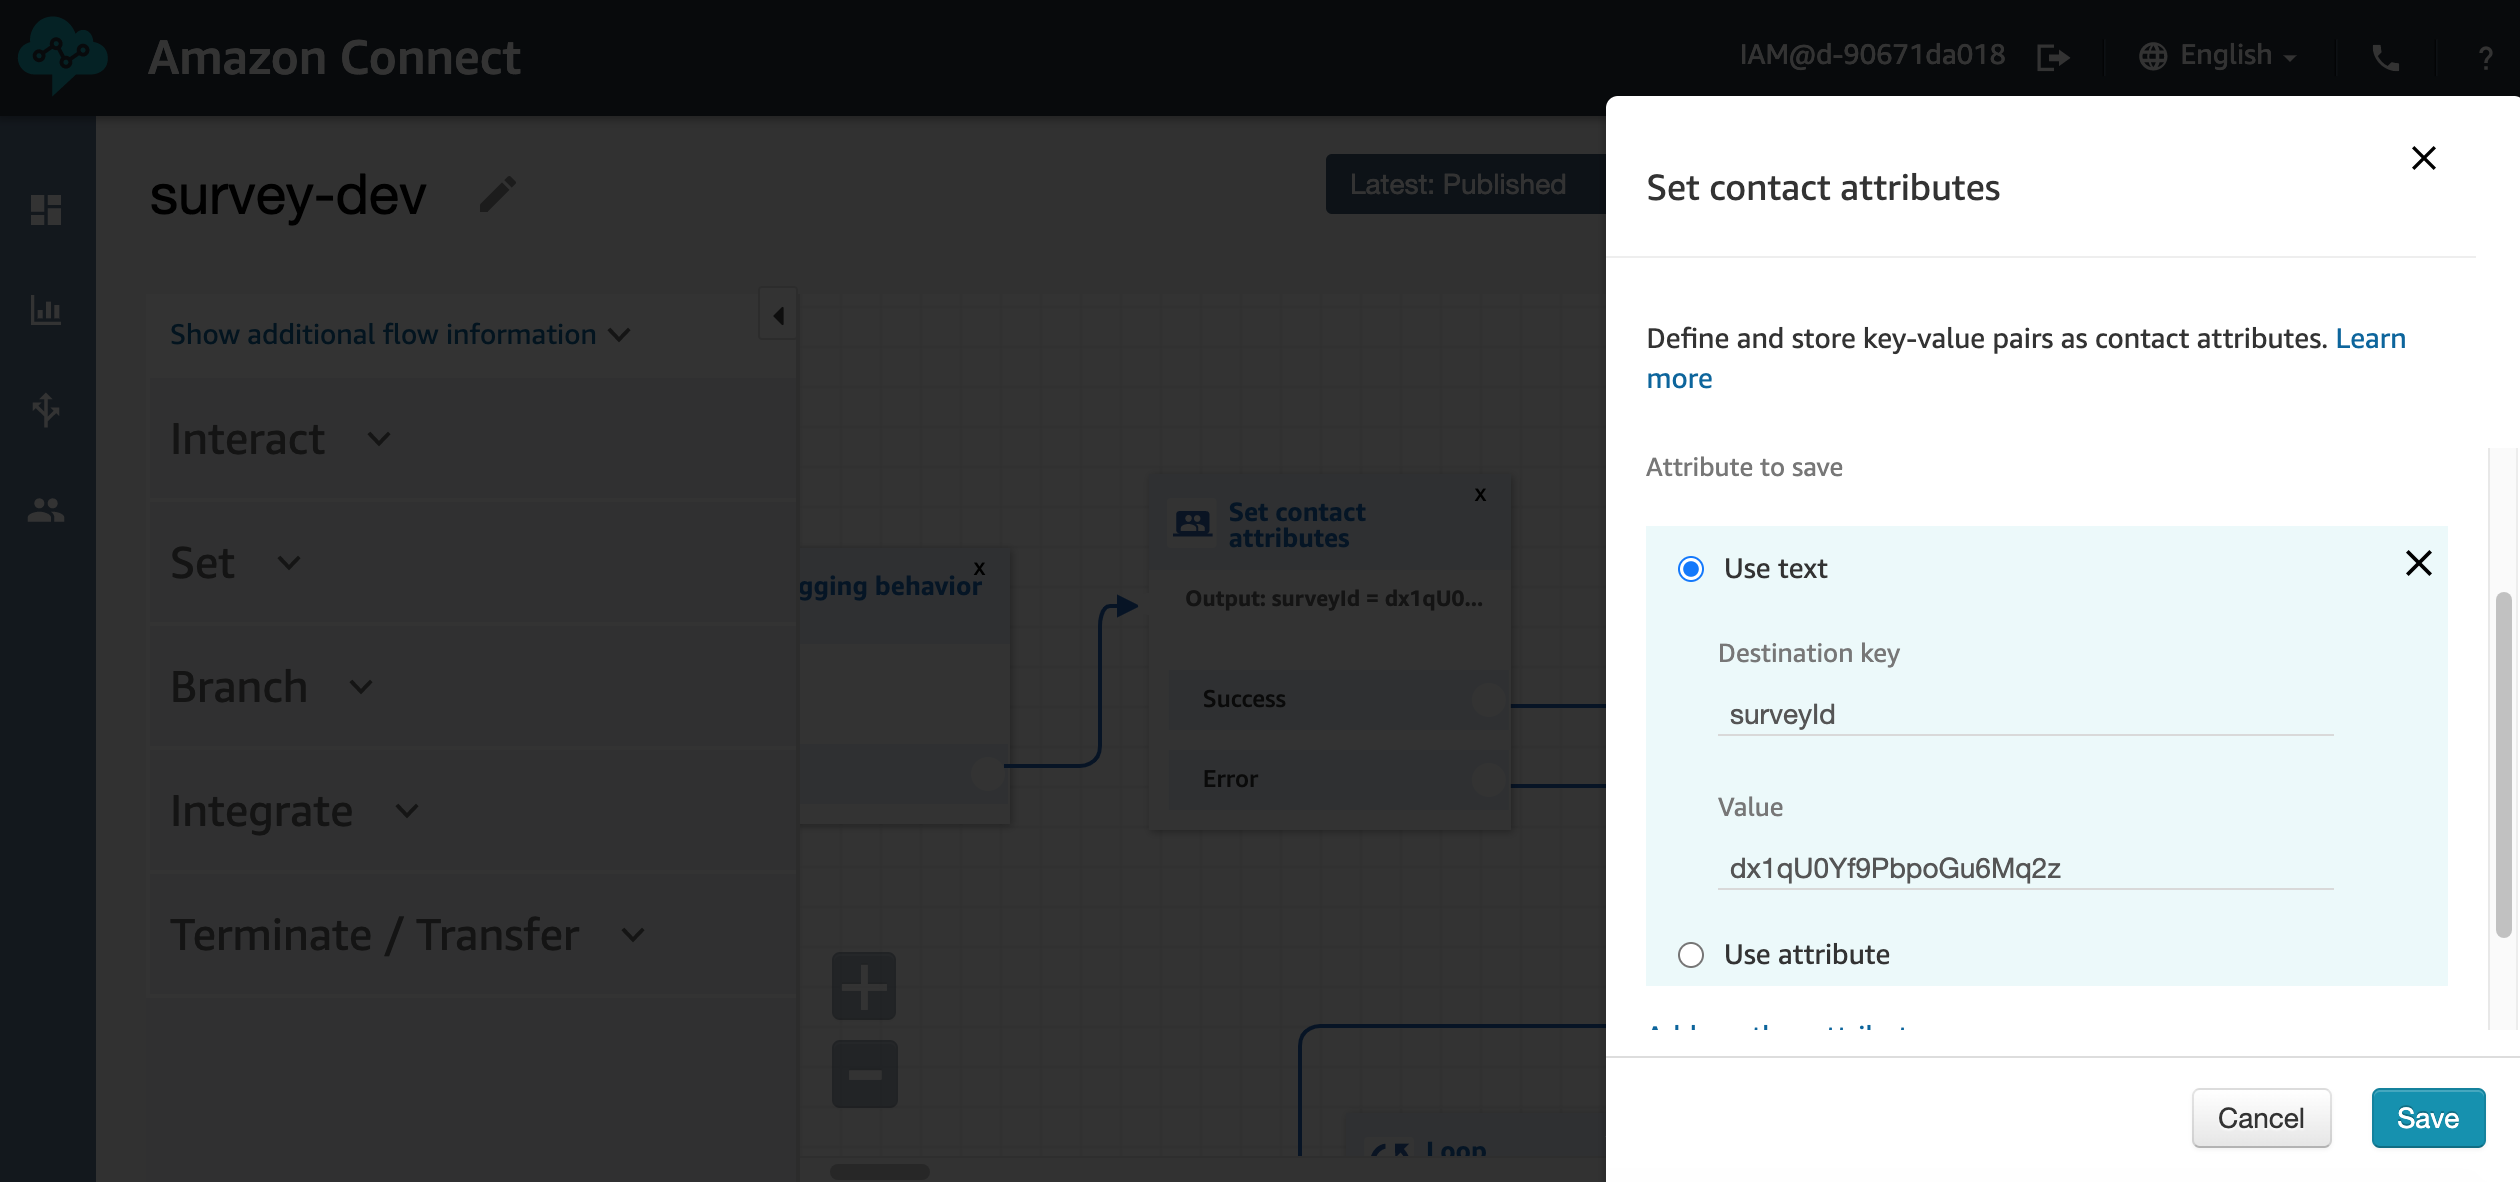 Amazon Connect
IAM@d-90671da018
English
?
survey-dev
Latest: Published
Show additional flow information
Interact
Set
Branch
Integrate
Terminate / Transfer
gging behavior
x
Set contact
attributes
x
Output: surveyId = dx1qU0...
Success
Error
Loop
Set contact attributes
Define and store key-value pairs as contact attributes. Learn
more
Attribute to save
Use text
Destination key
surveyId
Value
dx1qU0Yf9PbpoGu6Mq2z
Use attribute
Cancel
Save